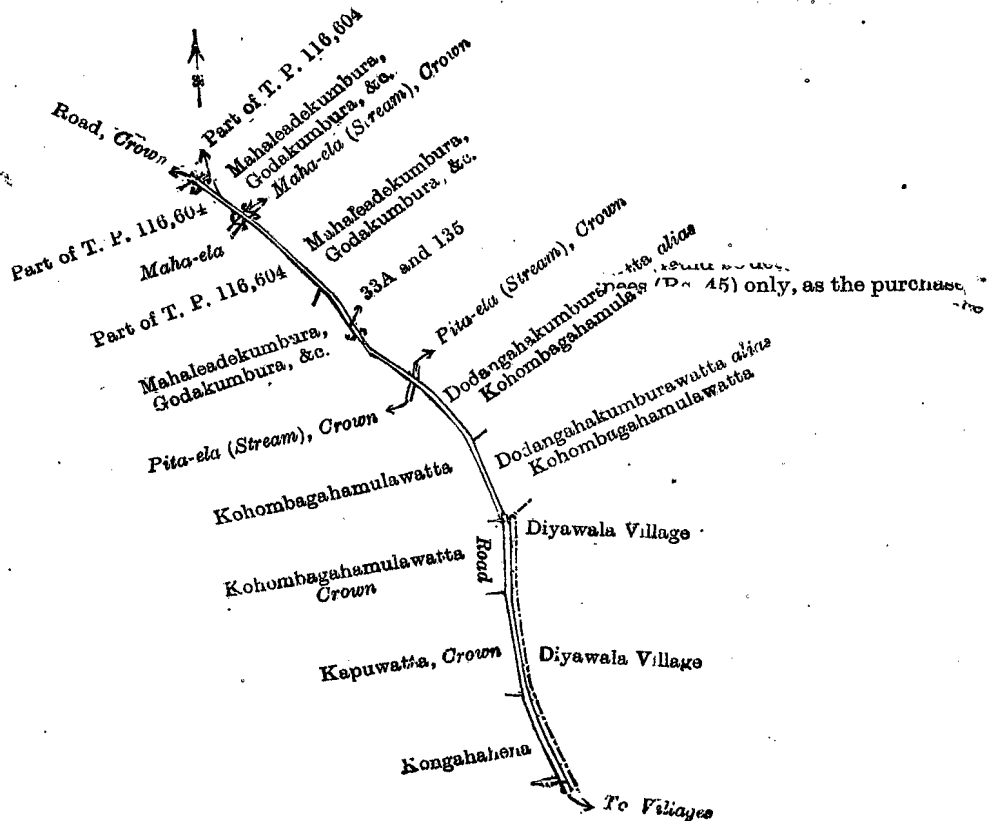 Part of T. P. 116,604
Mahaleadekumbura,
Godakumbura, &c.
Maha-ela (Stream), Crown
Road, Crown
Mahaleadekumbura,
Godakumbura, &c.
Part of T. P. 116,604
Maha-ela
33A and 135
Pita-ela (Stream), Crown
Part of T. P. 116,604
alias
(Rs. 45) only, as the purchase
Mahaleadekumbura,
Godakumbura, &c.
Pita-ela (Stream), Crown
Dodangahakumburawatta alias
Kohombagahamulawatta
Kohombagahamulawatta
Diyawala Village
Road
Kohombagahamulawatta
Crown
Kapuwatta, Crown
Diyawala Village
Kongahahena
To Villages